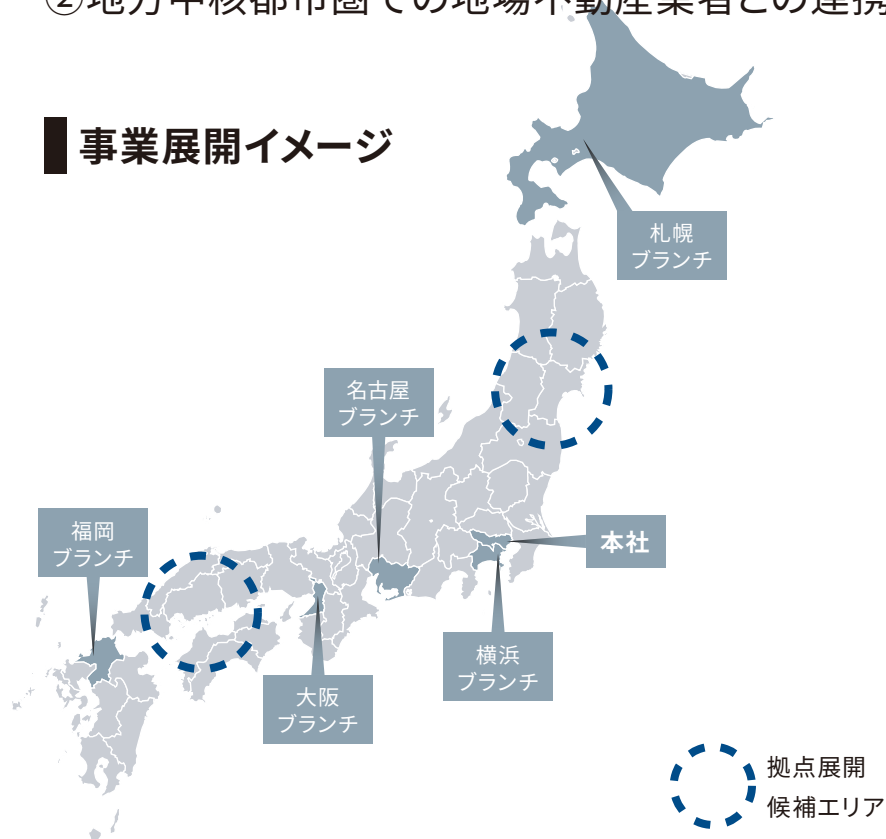 ②地方中核都市圏での地場不動産業者との連携
事業展開イメージ
札幌
ブランチ
名古屋
ブランチ
福岡
ブランチ
本社
横浜
ブランチ
大阪
ブランチ
拠点展開
候補エリア